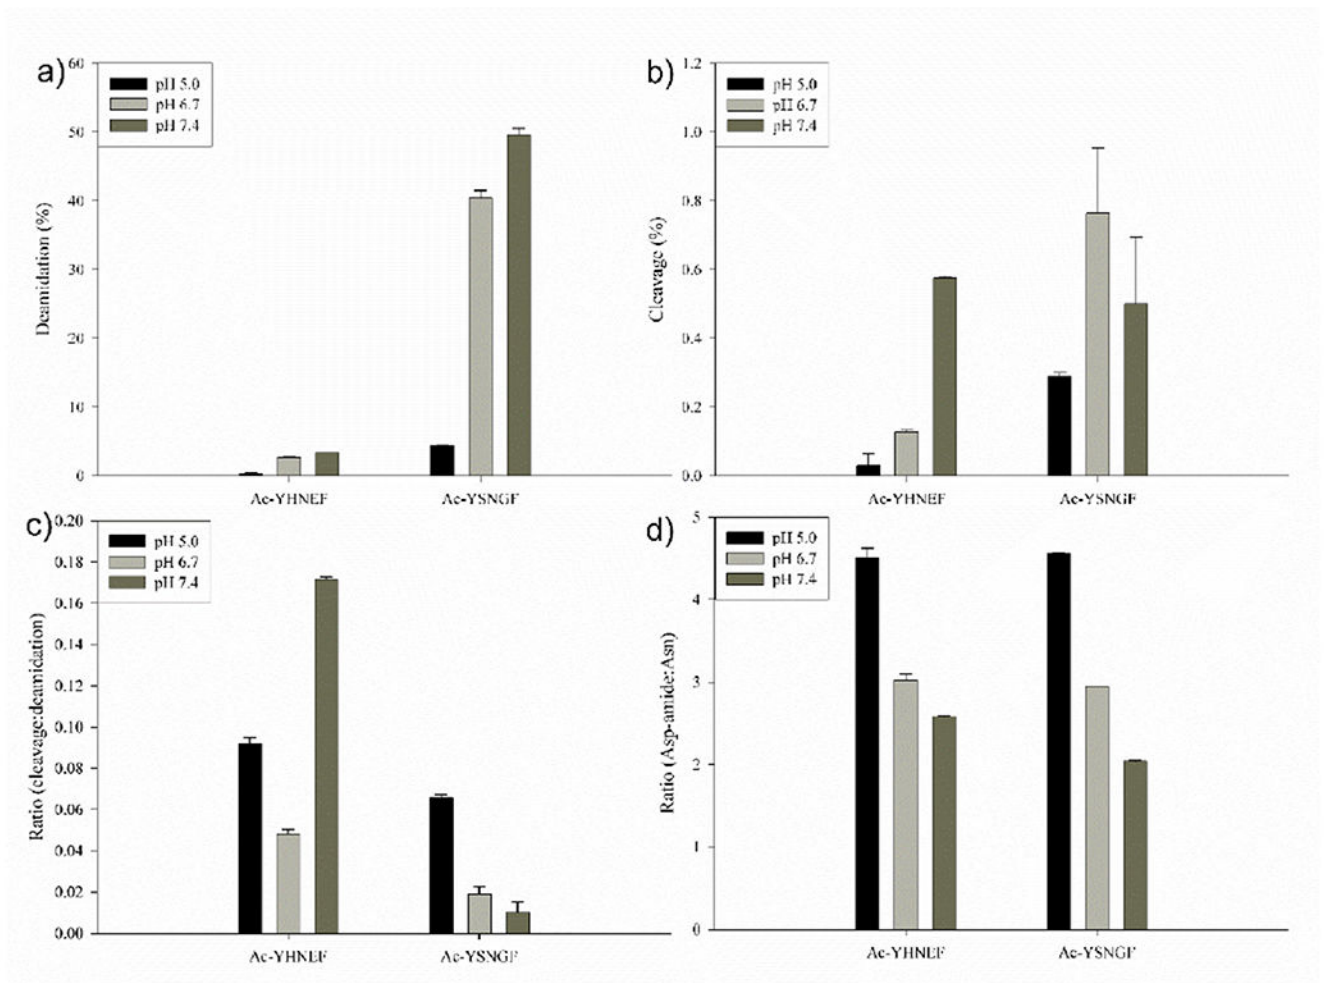 a)
60
50
40
30
20
10
0
Deamidation (%)
pH 5.0
pH 6.7
pH 7.4
Ac-YHNEF
Ac-YSNGF
b)
1.2
1.0
0.8
0.6
0.4
0.2
0.0
Cleavage (%)
pH 5.0
pH 6.7
pH 7.4
Ac-YHNEF
Ac-YSNGF
c)
0.20
0.18
0.16
0.14
0.12
0.10
0.08
0.06
0.04
0.02
0.00
Ratio (cleavage:deamidation)
pH 5.0
pH 6.7
pH 7.4
Ac-YHNEF
Ac-YSNGF
d)
5
4
3
2
1
0
Ratio (Asp-amide:Asn)
pH 5.0
pH 6.7
pH 7.4
Ac-YHNEF
Ac-YSNGF